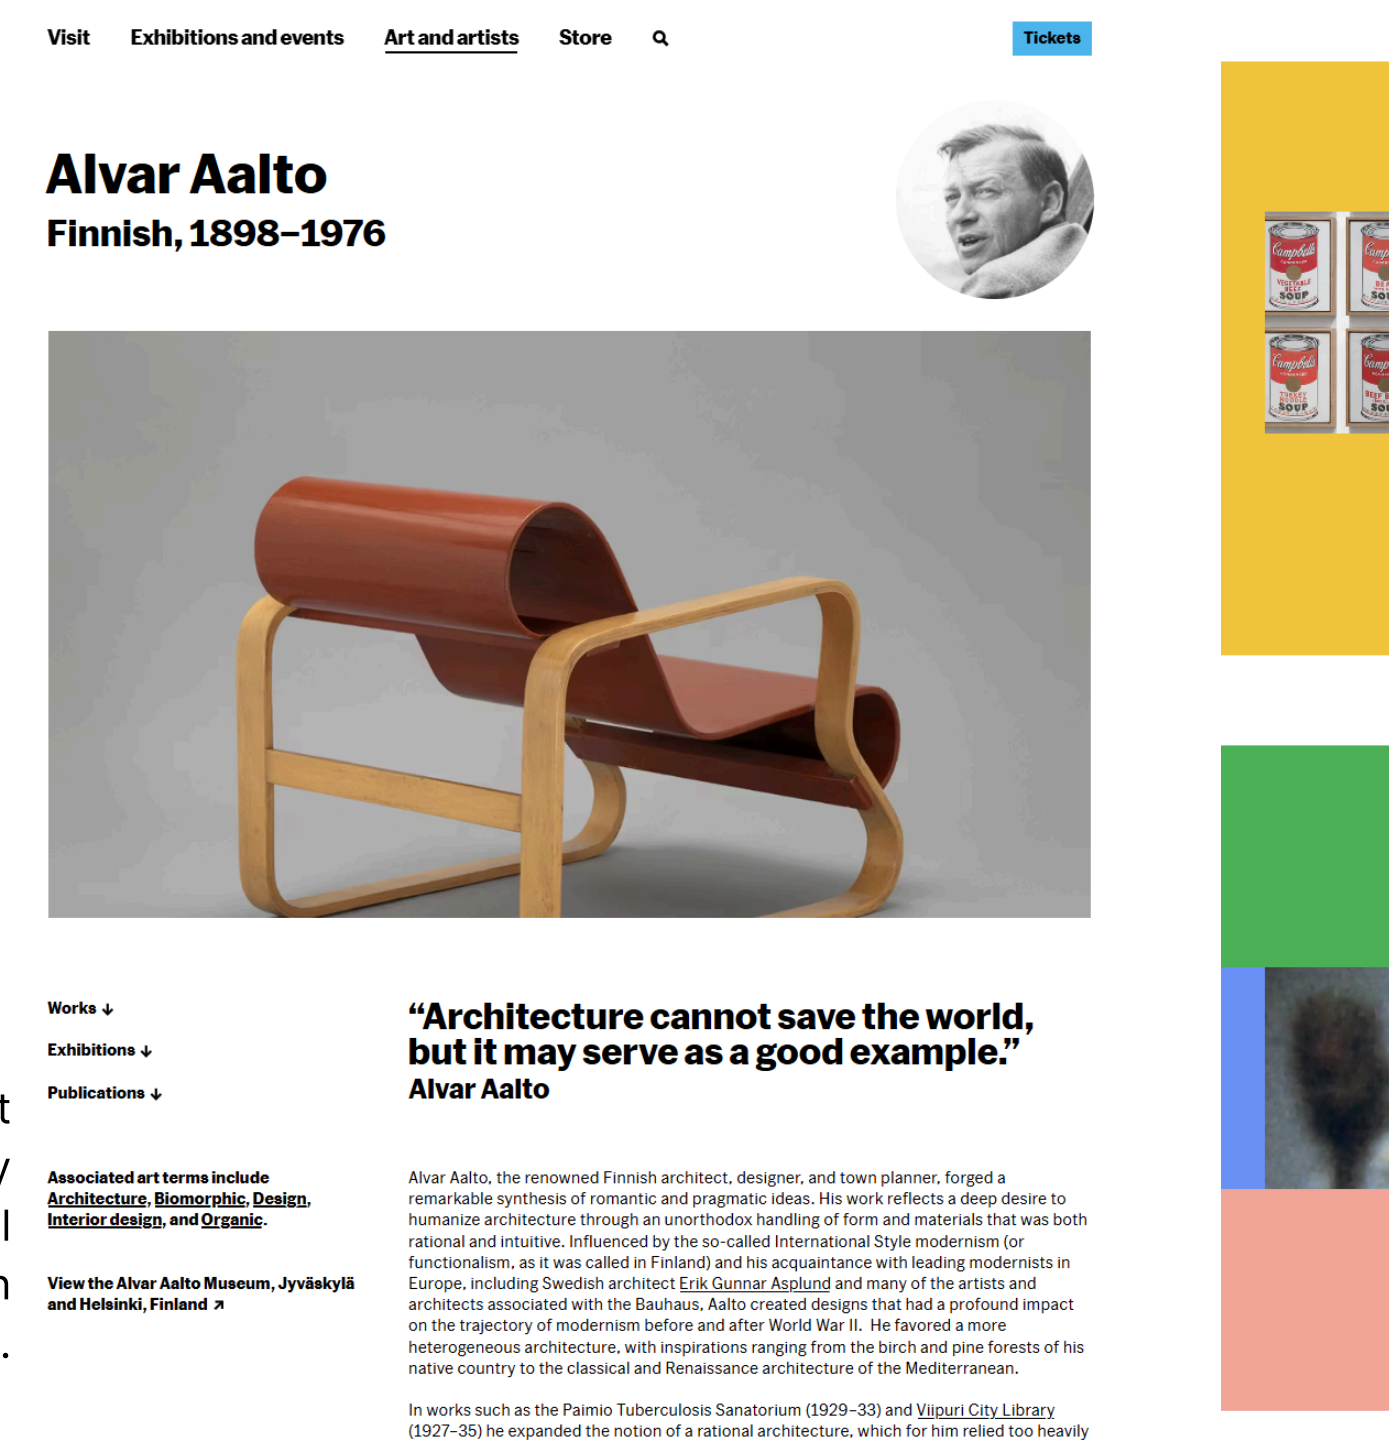 Visit Exhibitions and events Art and artists Store Tickets
Alvar Aalto
Finnish, 1898–1976
Works ↓
Exhibitions ↓
Publications ↓
Associated art terms include
Architecture, Biomorphic, Design,
Interior design, and Organic.
View the Alvar Aalto Museum, Jyväskylä
and Helsinki, Finland ↗
“Architecture cannot save the world,
but it may serve as a good example.”
Alvar Aalto
Alvar Aalto, the renowned Finnish architect, designer, and town planner, forged a
remarkable synthesis of romantic and pragmatic ideas. His work reflects a deep desire to
humanize architecture through an unorthodox handling of form and materials that was both
rational and intuitive. Influenced by the so-called International Style modernism (or
functionalism, as it was called in Finland) and his acquaintance with leading modernists in
Europe, including Swedish architect Erik Gunnar Asplund and many of the artists and
architects associated with the Bauhaus, Aalto created designs that had a profound impact
on the trajectory of modernism before and after World War II.  He favored a more
heterogeneous architecture, with inspirations ranging from the birch and pine forests of his
native country to the classical and Renaissance architecture of the Mediterranean.
In works such as the Paimio Tuberculosis Sanatorium (1929–33) and Viipuri City Library
(1927–35) he expanded the notion of a rational architecture, which for him relied too heavily
t
y
l
n
.
Campbell's
VEGETABLE
BEEF
SOUP
Campbell's
TURKEY
NOODLE
SOUP